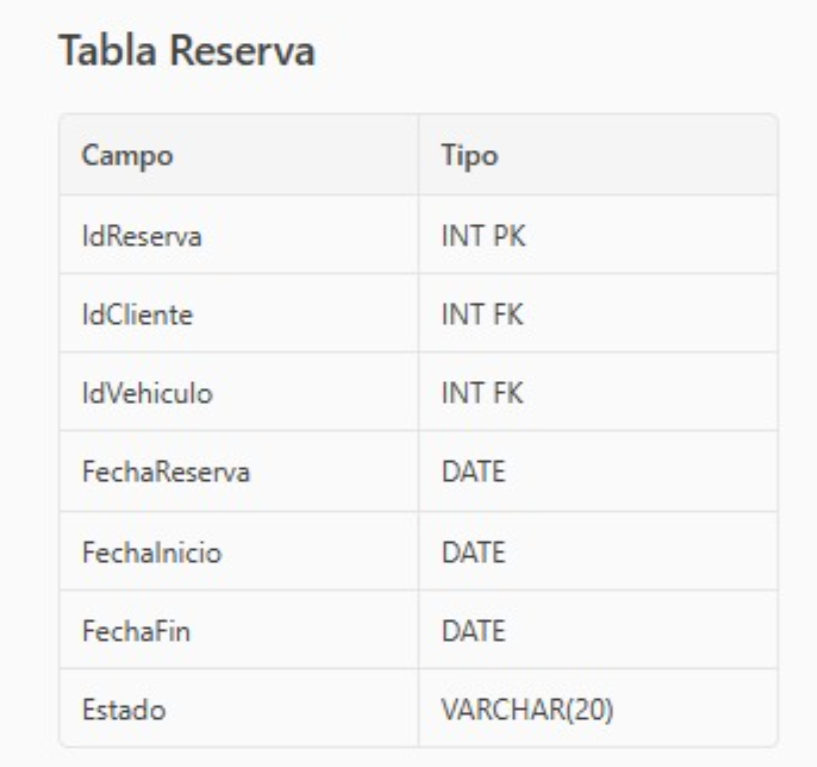 Tabla Reserva
Campo Tipo
IdReserva INT PK
IdCliente INT FK
IdVehiculo INT FK
FechaReserva DATE
FechaInicio DATE
FechaFin DATE
Estado VARCHAR(20)